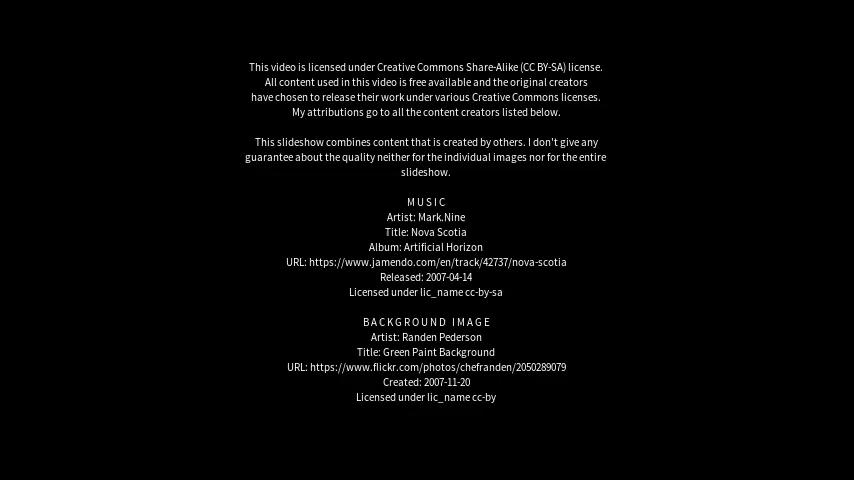 This video is licensed under Creative Commons Share-Alike (CC BY-SA) license.
All content used in this video is free available and the original creators
have chosen to release their work under various Creative Commons licenses.
My attributions go to all the content creators listed below.
This slideshow combines content that is created by others. I don't give any
guarantee about the quality neither for the individual images nor for the entire
slideshow.
MUSIC
Artist: Mark.Nine
Title: Nova Scotia
Album: Artificial Horizon
URL: https://www.jamendo.com/en/track/42737/nova-scotia
Released: 2007-04-14
Licensed under lic_name cc-by-sa
BACKGROUND IMAGE
Artist: Randen Pederson
Title: Green Paint Background
URL: https://www.flickr.com/photos/chefranden/2050289079
Created: 2007-11-20
Licensed under lic_name cc-by